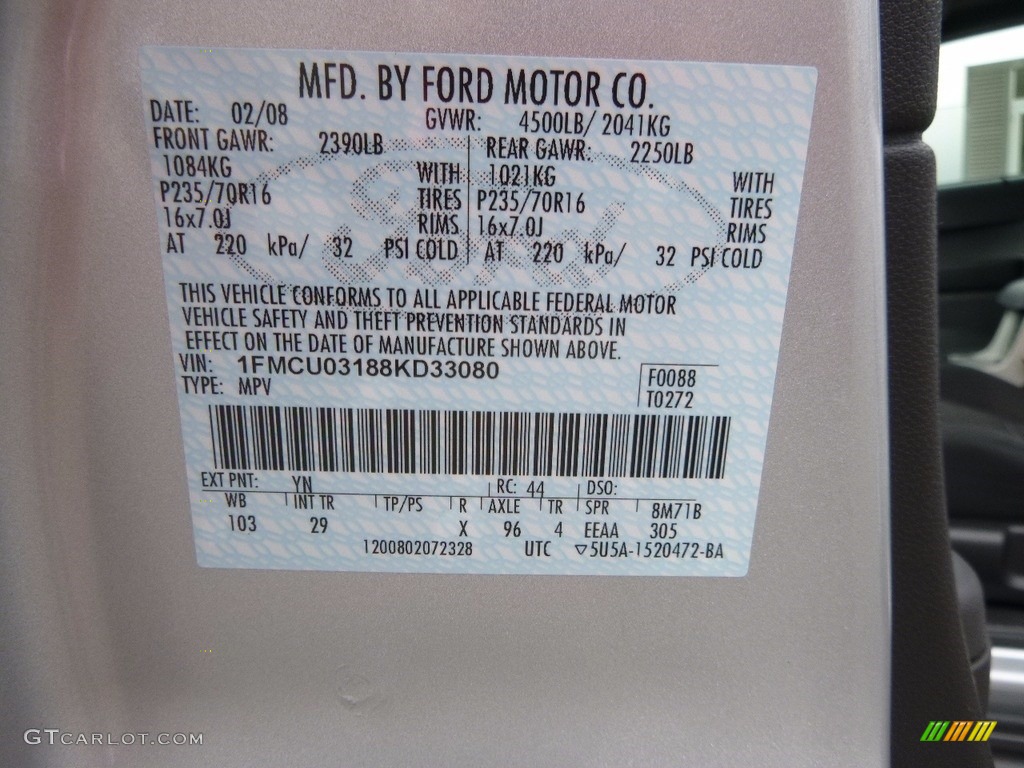 MFD. BY FORD MOTOR CO.
DATE: 02/08 GVWR: 4500LB/ 2041KG
FRONT GAWR: 2390LB REAR GAWR: 2250LB
1084KG WITH 1021KG WITH
P235/70R16 TIRES P235/70R16 TIRES
16x7.0J RIMS 16x7.0J RIMS
AT 220 kPa/ 32 PSI COLD AT 220 kPa/ 32 PSI COLD
THIS VEHICLE CONFORMS TO ALL APPLICABLE FEDERAL MOTOR
VEHICLE SAFETY AND THEFT PREVENTION STANDARDS IN
EFFECT ON THE DATE OF MANUFACTURE SHOWN ABOVE.
VIN: 1FMCU03188KD33080
TYPE: MPV
F0088
T0272
EXT PNT: YN RC: 44 DSO:
WB INT TR TP/PS R AXLE TR SPR 8M71B
103 29 X 96 4 EEAA 305
1200802072328 UTC ▽5U5A-1520472-BA
GTCARLOT.COM